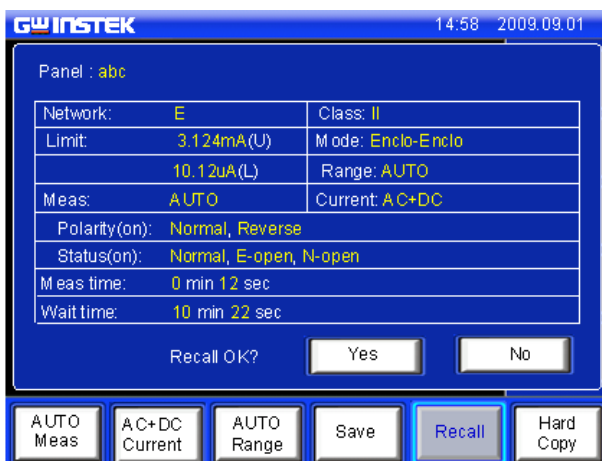 GWINSTEK 14:58 2009.09.01
Panel : abc
Network: E Class: II
Limit: 3.124mA(U) Mode: Enclo-Enclo
10.12uA(L) Range: AUTO
Meas: AUTO Current: AC+DC
Polarity(on): Normal, Reverse
Status(on): Normal, E-open, N-open
Meas time: 0 min 12 sec
Wait time: 10 min 22 sec
Recall OK? Yes No
AUTO Meas AC+DC Current AUTO Range Save Recall Hard Copy